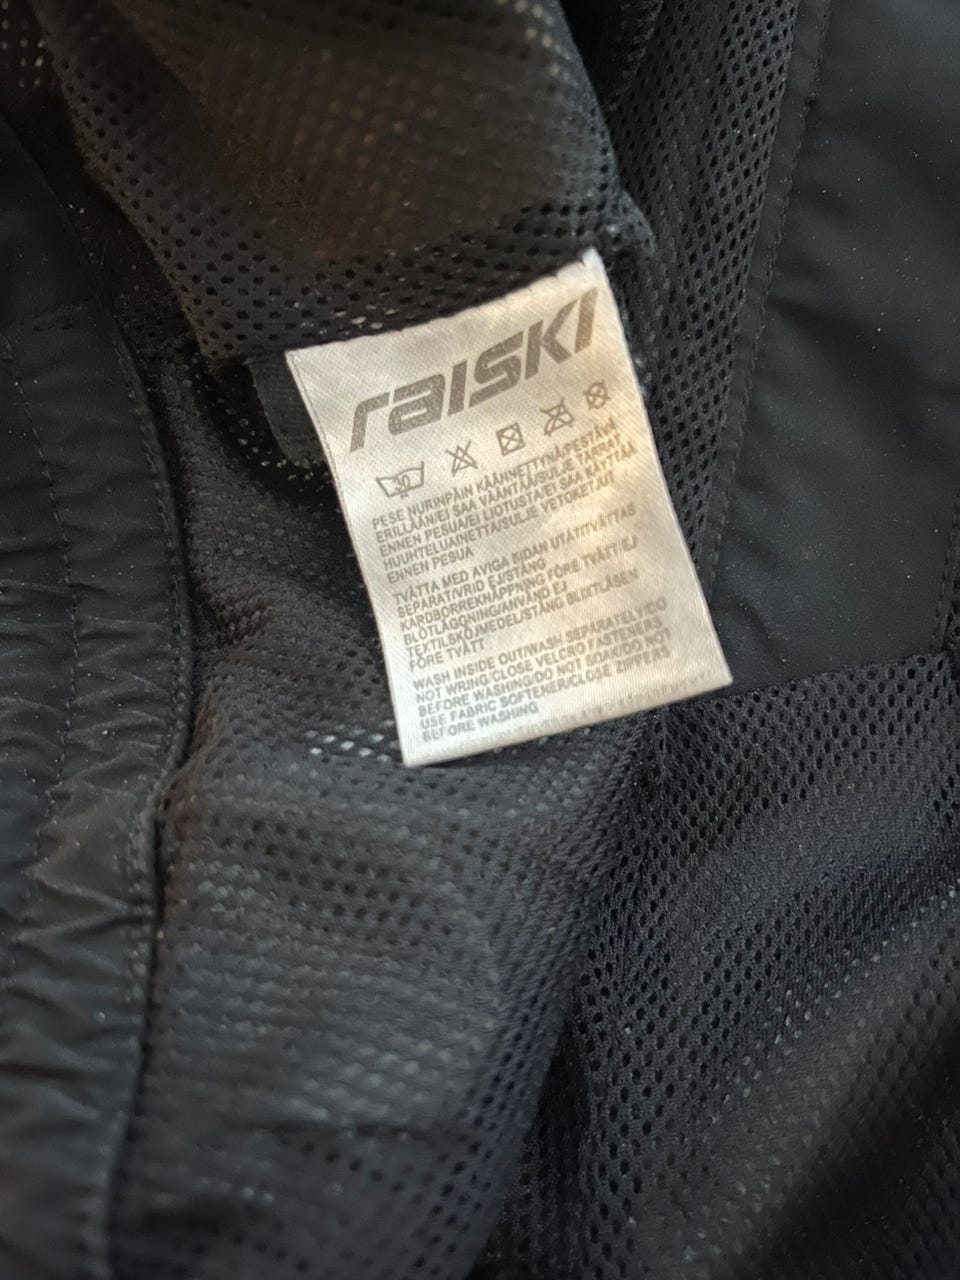 raISKI
30
PESE NURINPÄIN KÄÄNNETTYNÄ/PESTÄVÄ
ERILLÄÄN/EI SAA VÄÄNTÄÄ/SULJE TARRAT
ENNEN PESUA/EI LIOTUSTA/EI SAA KÄYTTÄÄ
HUUHTELUAINETTA/SULJE VETOKETJUT
ENNEN PESUA
TVÄTTA MED AVIGA SIDAN UTÅT/TVÄTTAS
SEPARAT/VRID EJ/STÄNG
KARDBORREKNÄPPNING FÖRE TVÄTT/EJ
BLÖTLÄGGNING/ANVÄND EJ
TEXTILSKÖJMEDEL/STÄNG BLIXTLÅSEN
FÖRE TVÄTT
WASH INSIDE OUT/WASH SEPARATELY/DO
NOT WRING/CLOSE VELCRO FASTENERS
BEFORE WASHING/DO NOT SOAK/DO NOT
USE FABRIC SOFTENER/CLOSE ZIPPERS
BEFORE WASHING